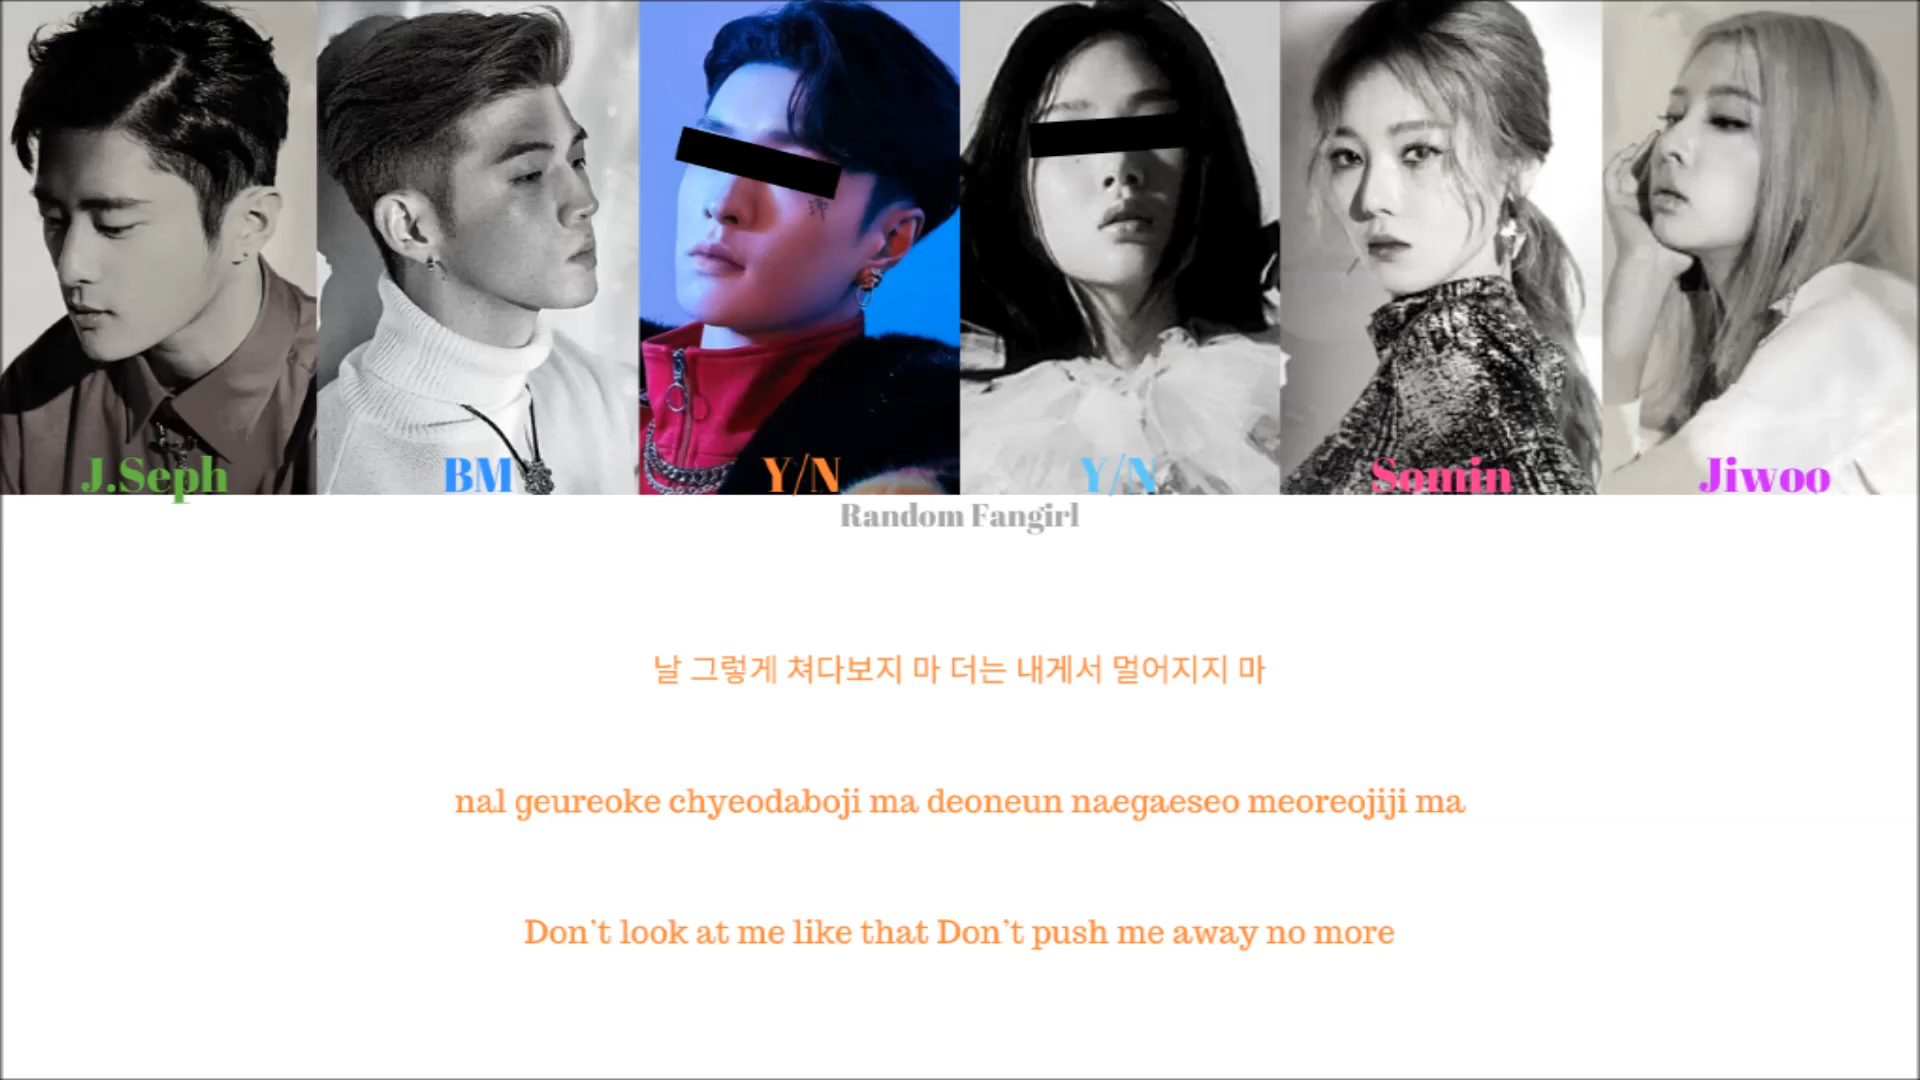 J.Seph
BM
Y/N
Y/N
Somin
Jiwoo
Random Fangirl
날 그렇게 쳐다보지 마 더는 내게서 멀어지지 마
nal geureoke chyeodaboji ma deoneun naegaeseo meoreojiji ma
Don't look at me like that Don't push me away no more